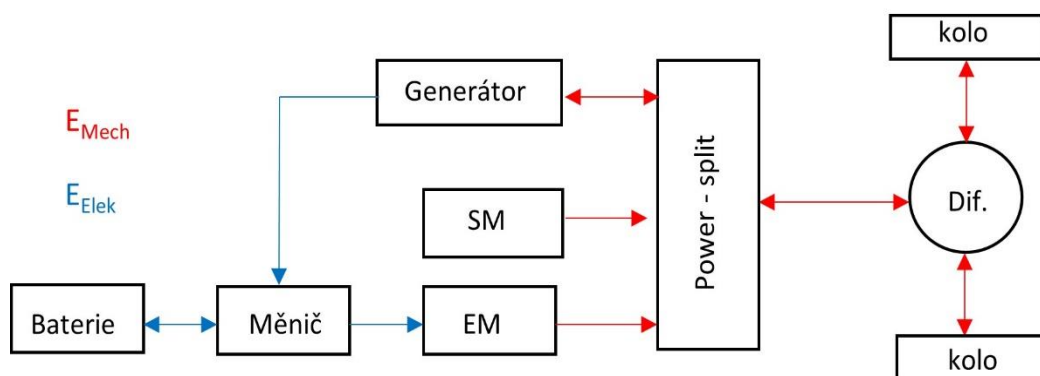 kolo
Generátor
E_Mech
Power - split
E_Elek
SM
Dif.
Baterie
Měnič
EM
kolo